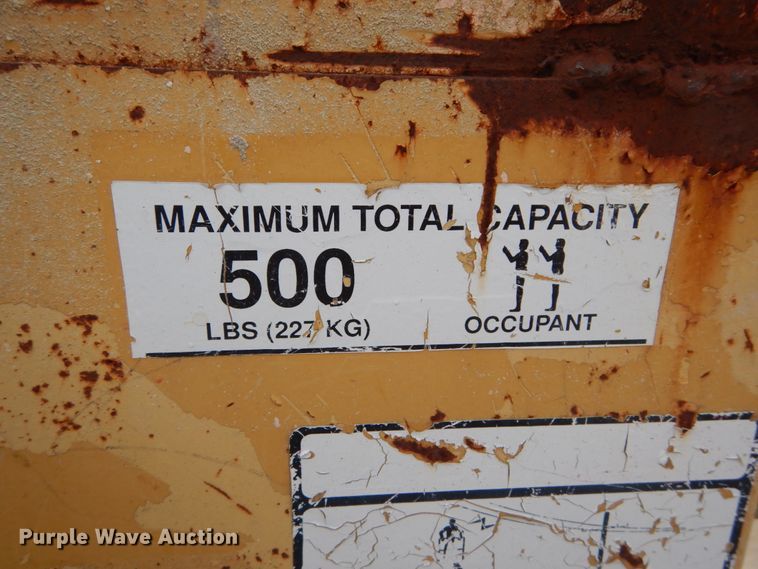 MAXIMUM TOTAL CAPACITY
500
LBS (227 KG)
OCCUPANT
Purple Wave Auction